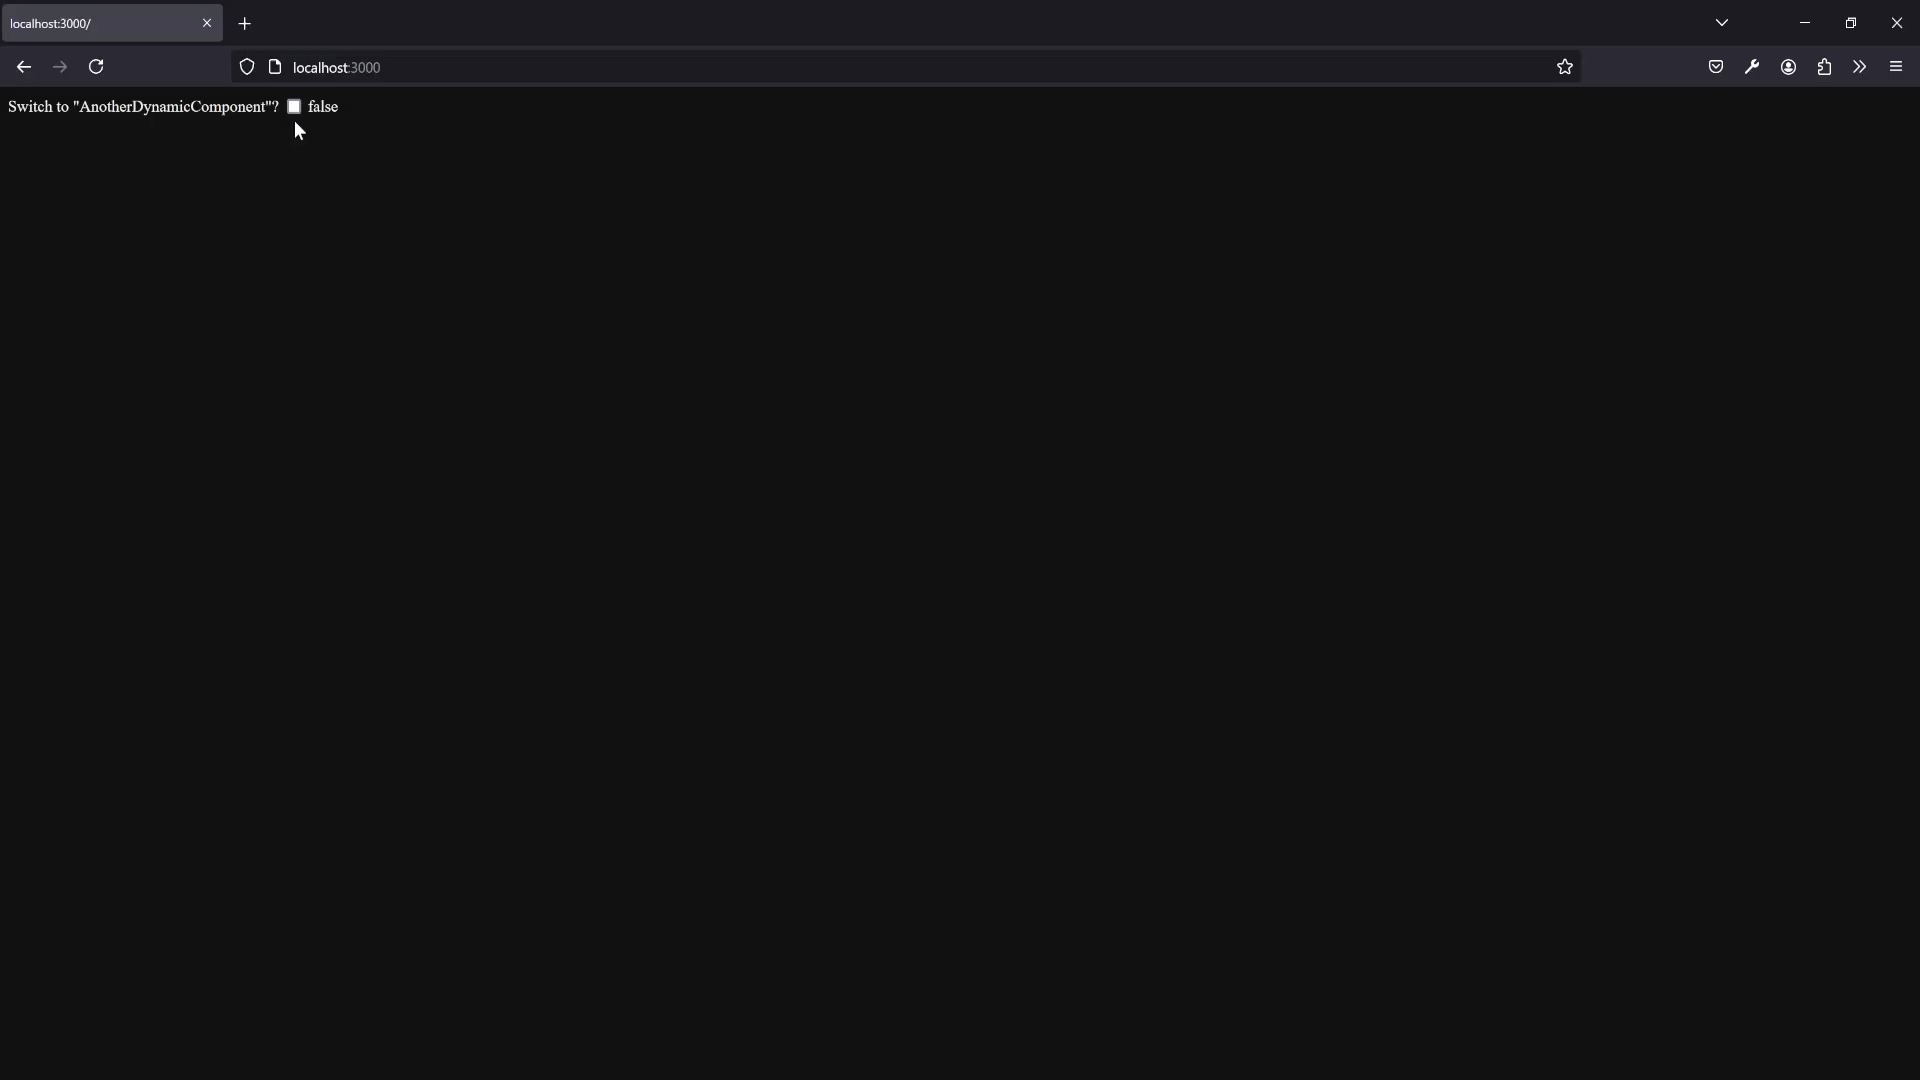 localhost:3000/
localhost:3000
Switch to "AnotherDynamicComponent"? false